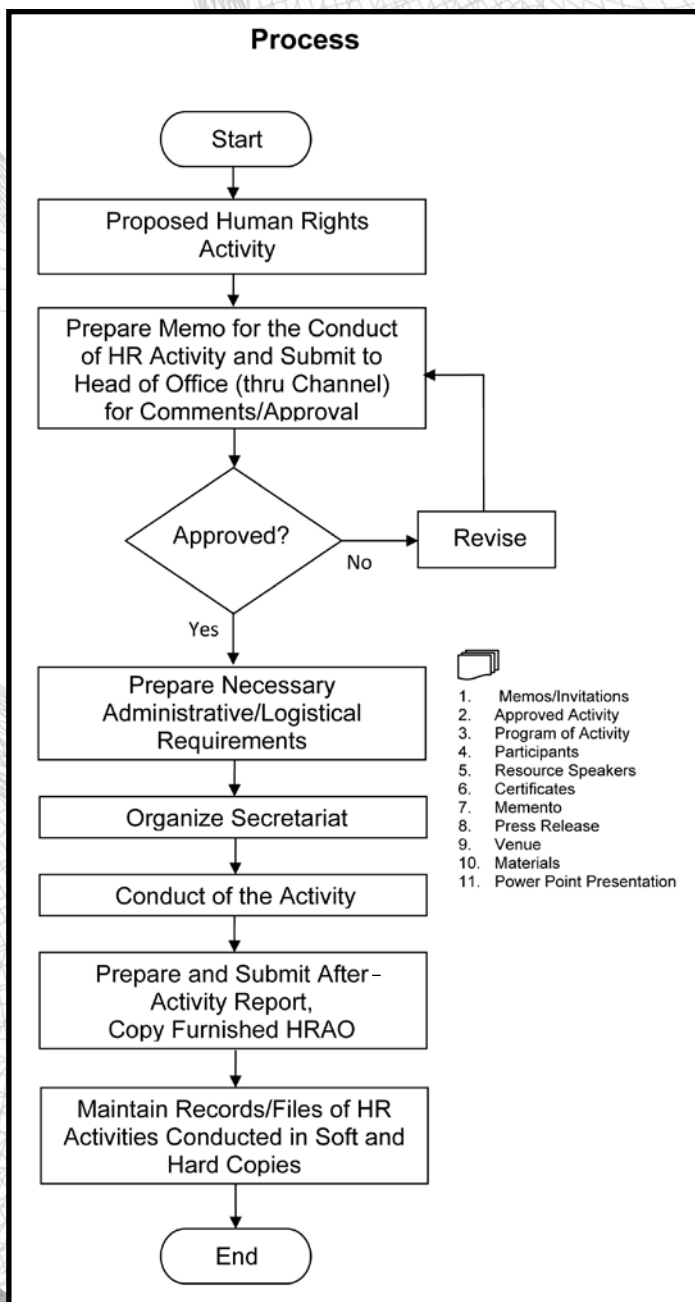 Process
Start
Proposed Human Rights
Activity
Prepare Memo for the Conduct
of HR Activity and Submit to
Head of Office (thru Channel)
for Comments/Approval
Approved?
No
Revise
Yes
Prepare Necessary
Administrative/Logistical
Requirements
1. Memos/Invitations
2. Approved Activity
3. Program of Activity
4. Participants
5. Resource Speakers
6. Certificates
7. Memento
8. Press Release
9. Venue
10. Materials
11. Power Point Presentation
Organize Secretariat
Conduct of the Activity
Prepare and Submit After–
Activity Report,
Copy Furnished HRAO
Maintain Records/Files of HR
Activities Conducted in Soft and
Hard Copies
End